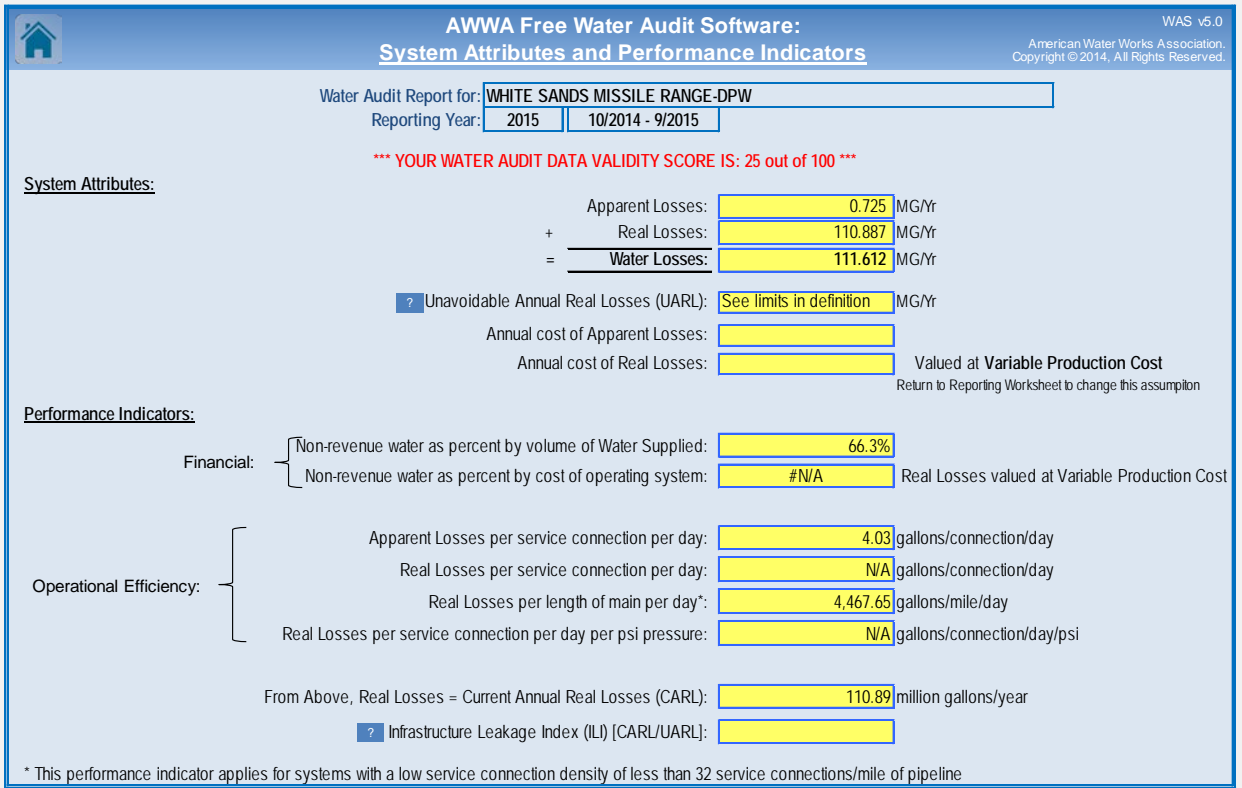 AWWA Free Water Audit Software:
System Attributes and Performance Indicators
WAS v5.0
American Water Works Association.
Copyright © 2014, All Rights Reserved.
Water Audit Report for: WHITE SANDS MISSILE RANGE-DPW
Reporting Year: 2015 10/2014 - 9/2015
*** YOUR WATER AUDIT DATA VALIDITY SCORE IS: 25 out of 100 ***
System Attributes:
Apparent Losses: 0.725 MG/Yr
+ Real Losses: 110.887 MG/Yr
= Water Losses: 111.612 MG/Yr
? Unavoidable Annual Real Losses (UARL): See limits in definition MG/Yr
Annual cost of Apparent Losses:
Annual cost of Real Losses: Valued at Variable Production Cost
Return to Reporting Worksheet to change this assumpiton
Performance Indicators:
Financial:
Non-revenue water as percent by volume of Water Supplied: 66.3%
Non-revenue water as percent by cost of operating system: #N/A Real Losses valued at Variable Production Cost
Operational Efficiency:
Apparent Losses per service connection per day: 4.03 gallons/connection/day
Real Losses per service connection per day: N/A gallons/connection/day
Real Losses per length of main per day*: 4,467.65 gallons/mile/day
Real Losses per service connection per day per psi pressure: N/A gallons/connection/day/psi
From Above, Real Losses = Current Annual Real Losses (CARL): 110.89 million gallons/year
? Infrastructure Leakage Index (ILI) [CARL/UARL]:
* This performance indicator applies for systems with a low service connection density of less than 32 service connections/mile of pipeline